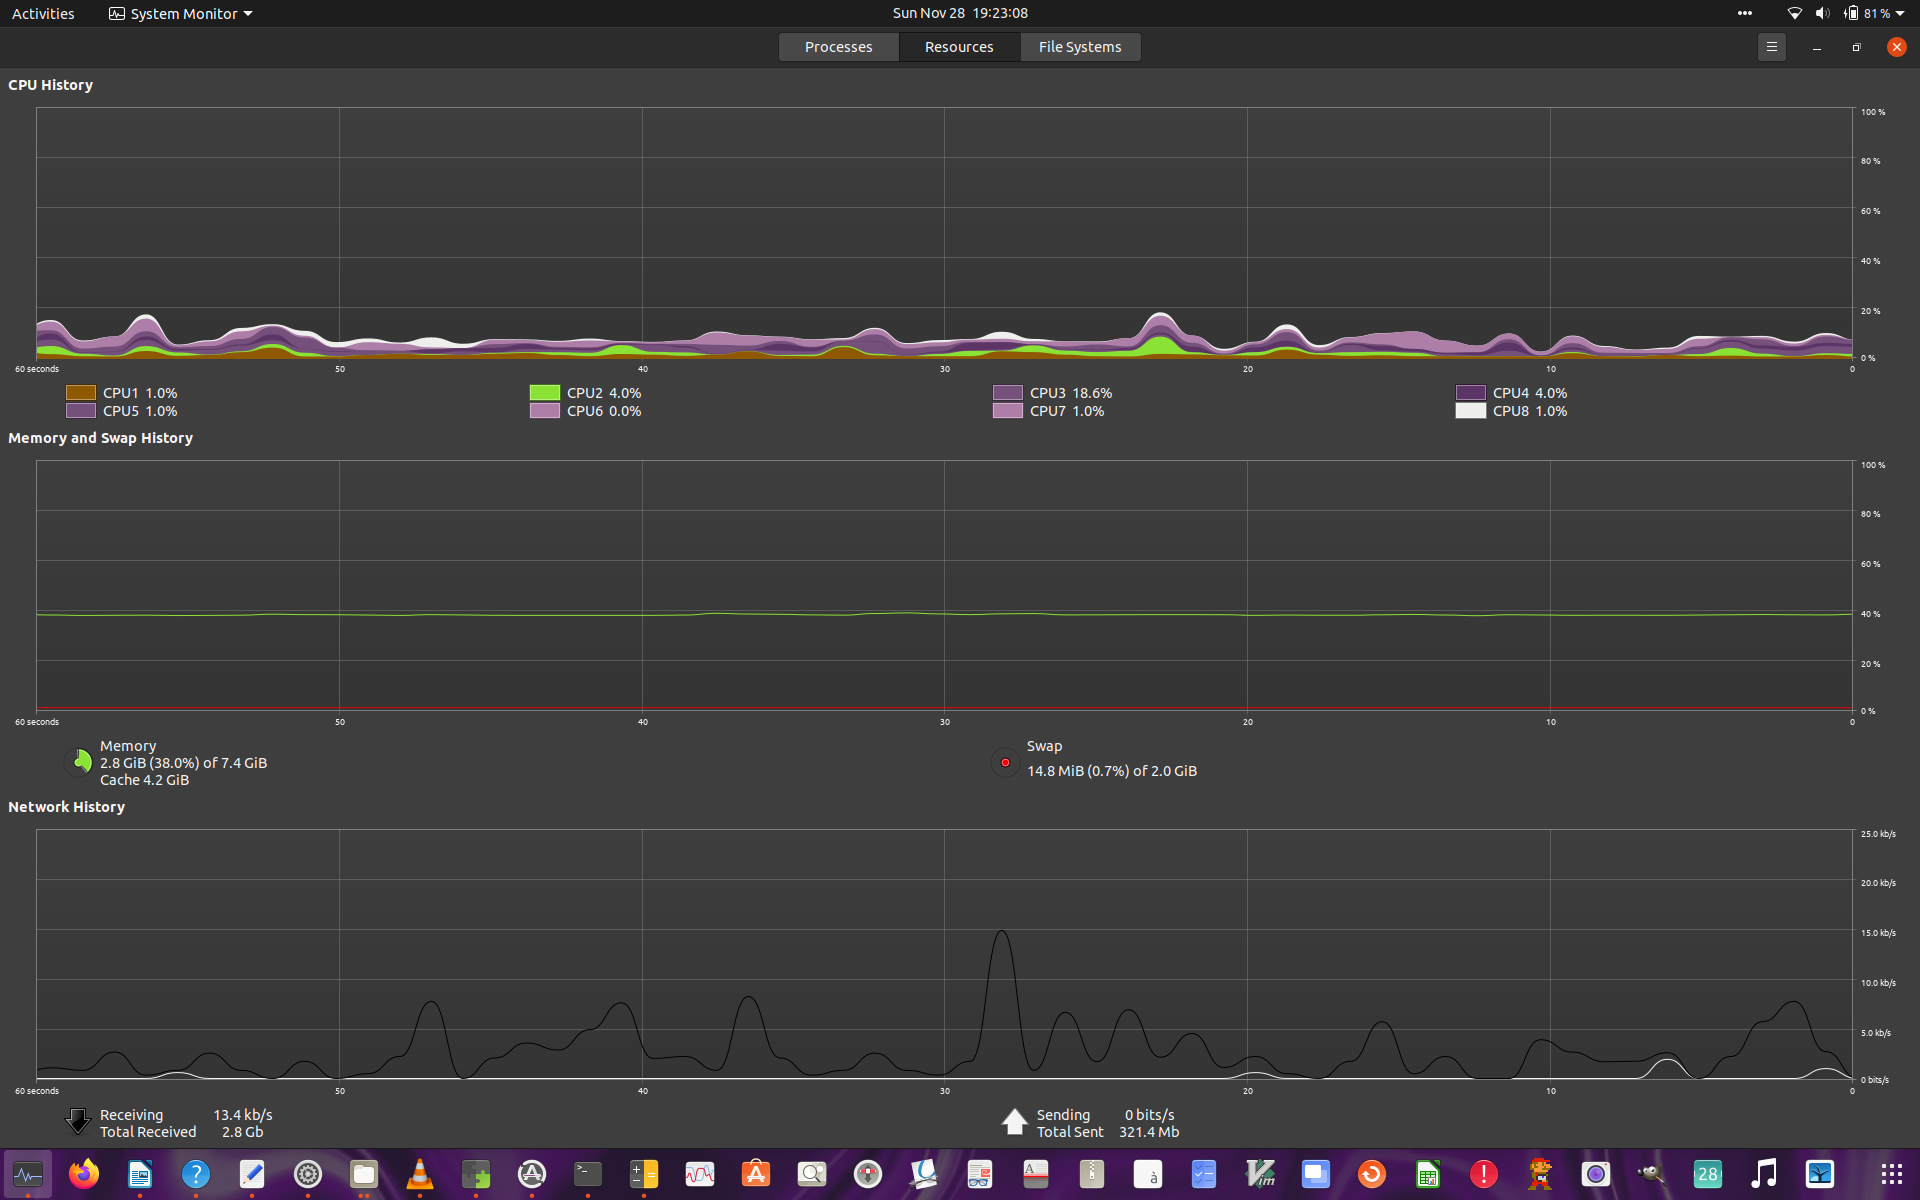 Activities System Monitor Sun Nov 28 19:23:08 81 %
Processes Resources File Systems
CPU History
100 %
80 %
60 %
40 %
20 %
0 %
60 seconds 50 40 30 20 10 0
CPU1 1.0% CPU2 4.0% CPU3 18.6% CPU4 4.0%
CPU5 1.0% CPU6 0.0% CPU7 1.0% CPU8 1.0%
Memory and Swap History
100 %
80 %
60 %
40 %
20 %
0 %
60 seconds 50 40 30 20 10 0
Memory
2.8 GiB (38.0%) of 7.4 GiB
Cache 4.2 GiB
Swap
14.8 MiB (0.7%) of 2.0 GiB
Network History
25.0 kb/s
20.0 kb/s
15.0 kb/s
10.0 kb/s
5.0 kb/s
0 bits/s
60 seconds 50 40 30 20 10 0
Receiving 13.4 kb/s
Total Received 2.8 Gb
Sending 0 bits/s
Total Sent 321.4 Mb
? >_ A à Vim ! 28